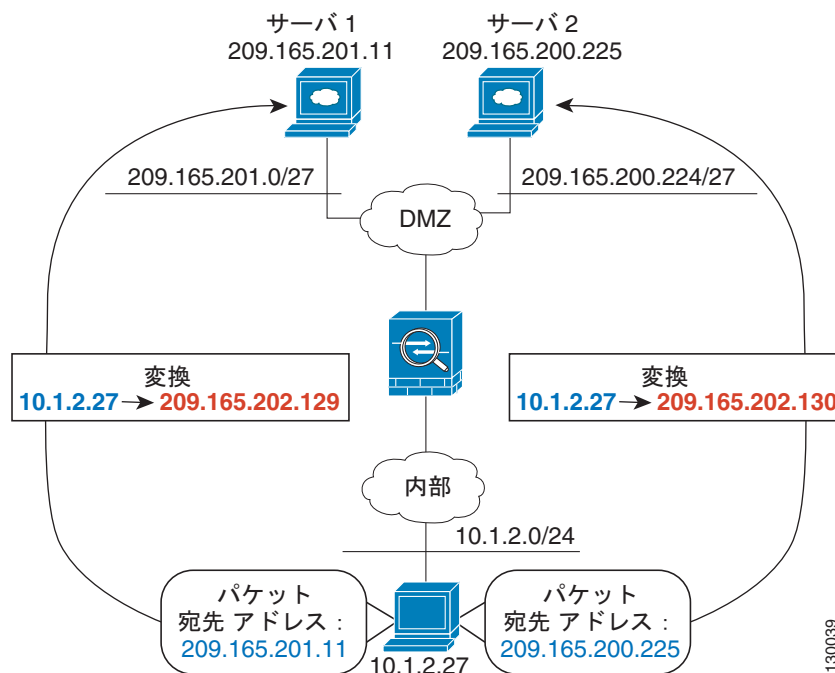 サーバ 1
209.165.201.11
サーバ 2
209.165.200.225
209.165.201.0/27
209.165.200.224/27
DMZ
変換
10.1.2.27 → 209.165.202.129
変換
10.1.2.27 → 209.165.202.130
内部
10.1.2.0/24
パケット
宛先 アドレス :
209.165.201.11
パケット
宛先 アドレス :
209.165.200.225
10.1.2.27
130039